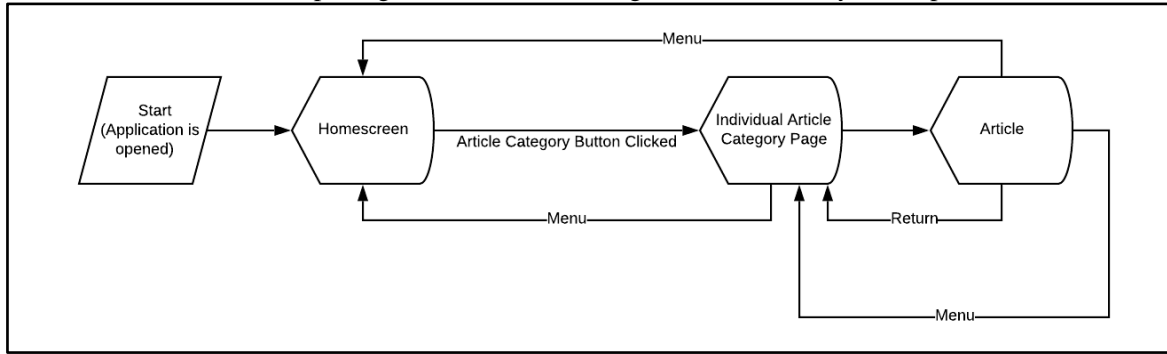 Menu
Start
(Application is
opened)
Homescreen
Article Category Button Clicked
Individual Article
Category Page
Article
Menu
Return
Menu